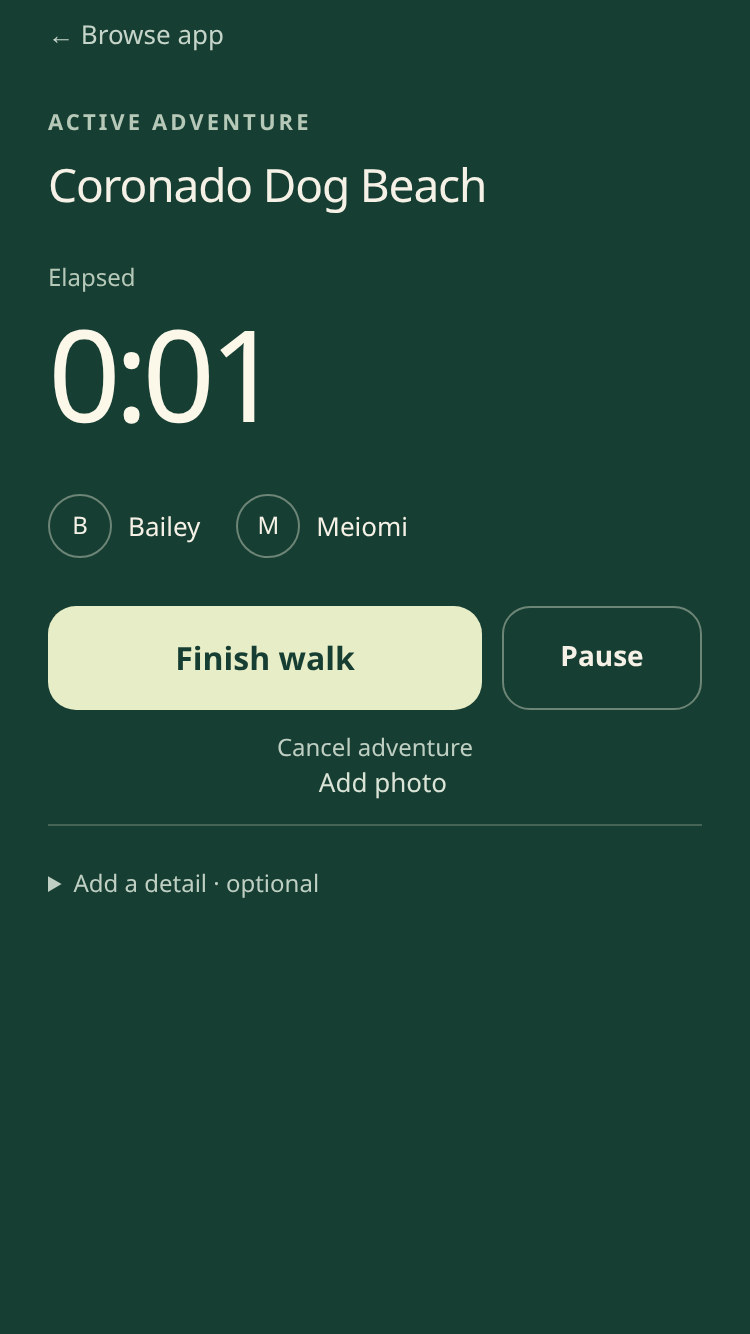 ← Browse app
ACTIVE ADVENTURE
Coronado Dog Beach
Elapsed
0:01
B Bailey M Meiomi
Finish walk Pause
Cancel adventure
Add photo
▶ Add a detail · optional